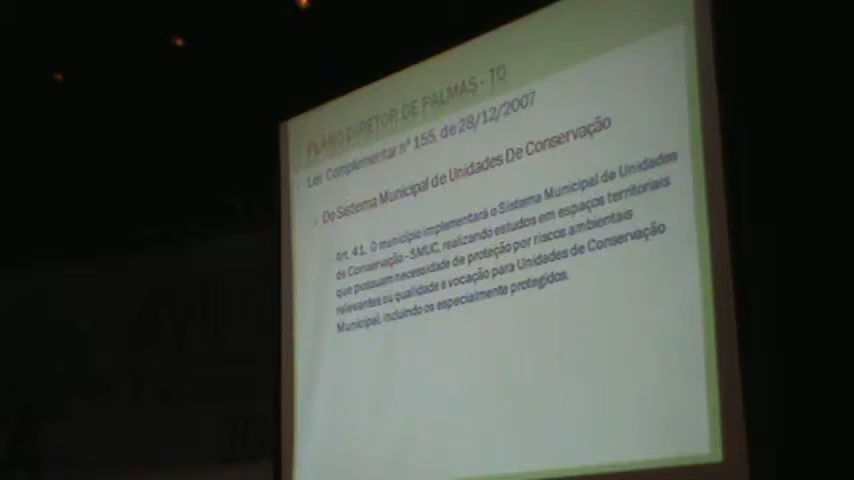 PLANO DIRETOR DE PALMAS - TO
Lei Complementar nº 155, de 28/12/2007
Do Sistema Municipal de Unidades De Conservação
Art. 41. O município implementará o Sistema Municipal de Unidades
de Conservação - SMUC, realizando estudos em espaços territoriais
que possuam necessidade de proteção por riscos ambientais
relevantes ou qualidade e vocação para Unidades de Conservação
Municipal, incluindo os especialmente protegidos.